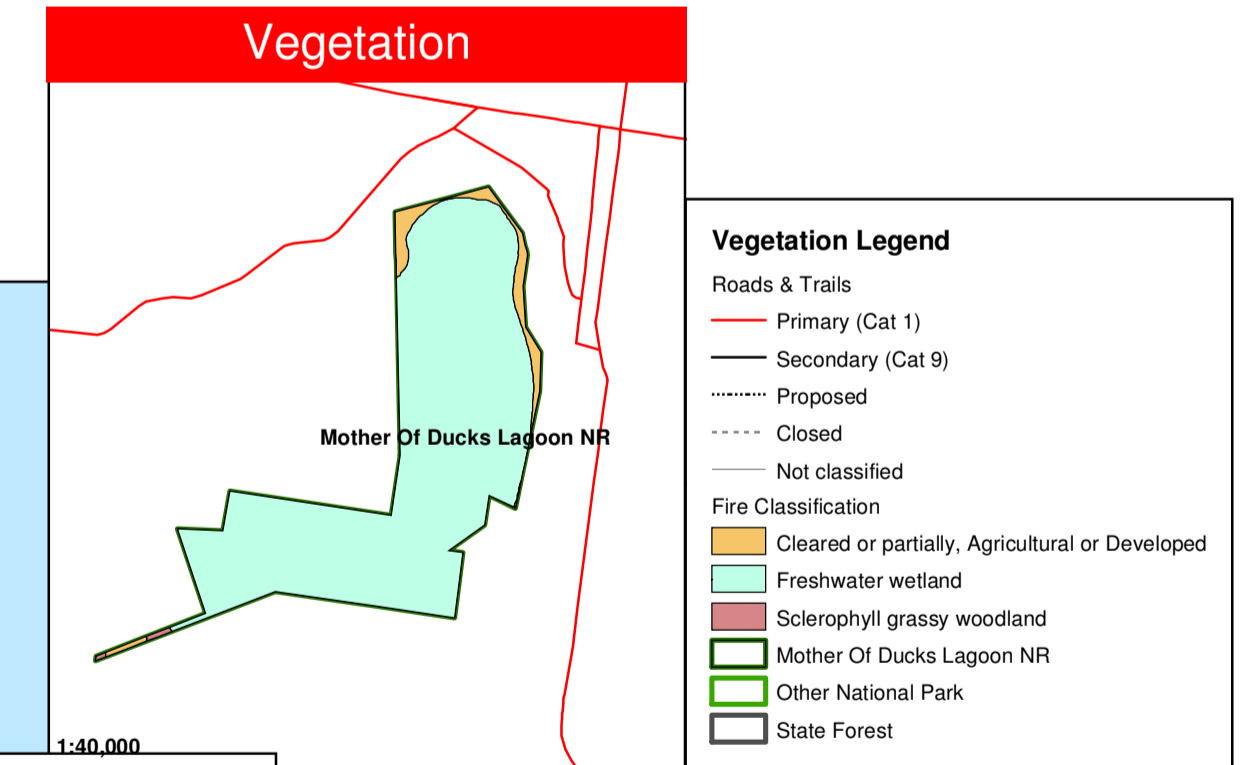 Vegetation
Mother Of Ducks Lagoon NR
1:40,000
Vegetation Legend
Roads & Trails
Primary (Cat 1)
Secondary (Cat 9)
Proposed
Closed
Not classified
Fire Classification
Cleared or partially, Agricultural or Developed
Freshwater wetland
Sclerophyll grassy woodland
Mother Of Ducks Lagoon NR
Other National Park
State Forest